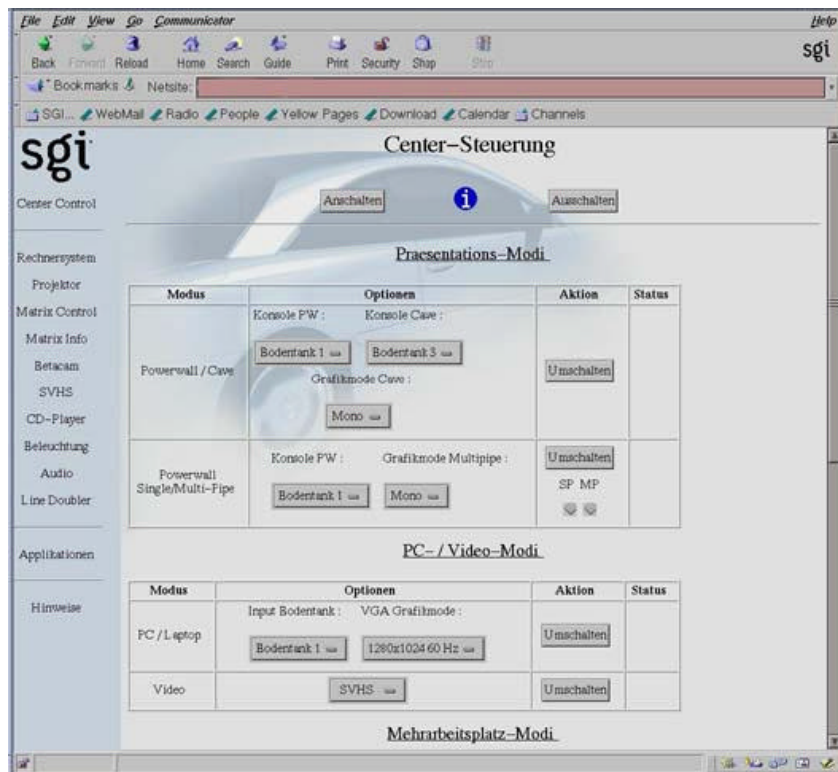 File Edit View Go Communicator Help
Back Forward Reload Home Search Guide Print Security Shop Stop
sgi
Bookmarks Netsite:
SGI... WebMail Radio People Yellow Pages Download Calendar Channels
sgi
Center Control
Rechnersystem
Projektor
Matrix Control
Matrix Info
Betacam
SVHS
CD-Player
Beleuchtung
Audio
Line Doubler
Applikationen
Hinweise
Center-Steuerung
Anschalten i Ausschalten
Praesentations-Modi
Modus Optionen Aktion Status
Konsole PW : Konsole Cave :
Bodentank 1 Bodentank 3
Powerwall / Cave Umschalten
Grafikmode Cave :
Mono
Konsole PW : Grafikmode Multipipe : Umschalten
Powerwall
Single/Multi-Pipe
SP MP
Bodentank 1 Mono
PC- / Video-Modi
Modus Optionen Aktion Status
Input Bodentank : VGA Grafikmode :
PC / Laptop Umschalten
Bodentank 1 1280x1024 60 Hz
Video SVHS Umschalten
Mehrarbeitsplatz-Modi